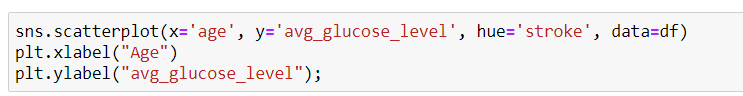 sns.scatterplot(x='age', y='avg_glucose_level', hue='stroke', data=df)
plt.xlabel("Age")
plt.ylabel("avg_glucose_level");